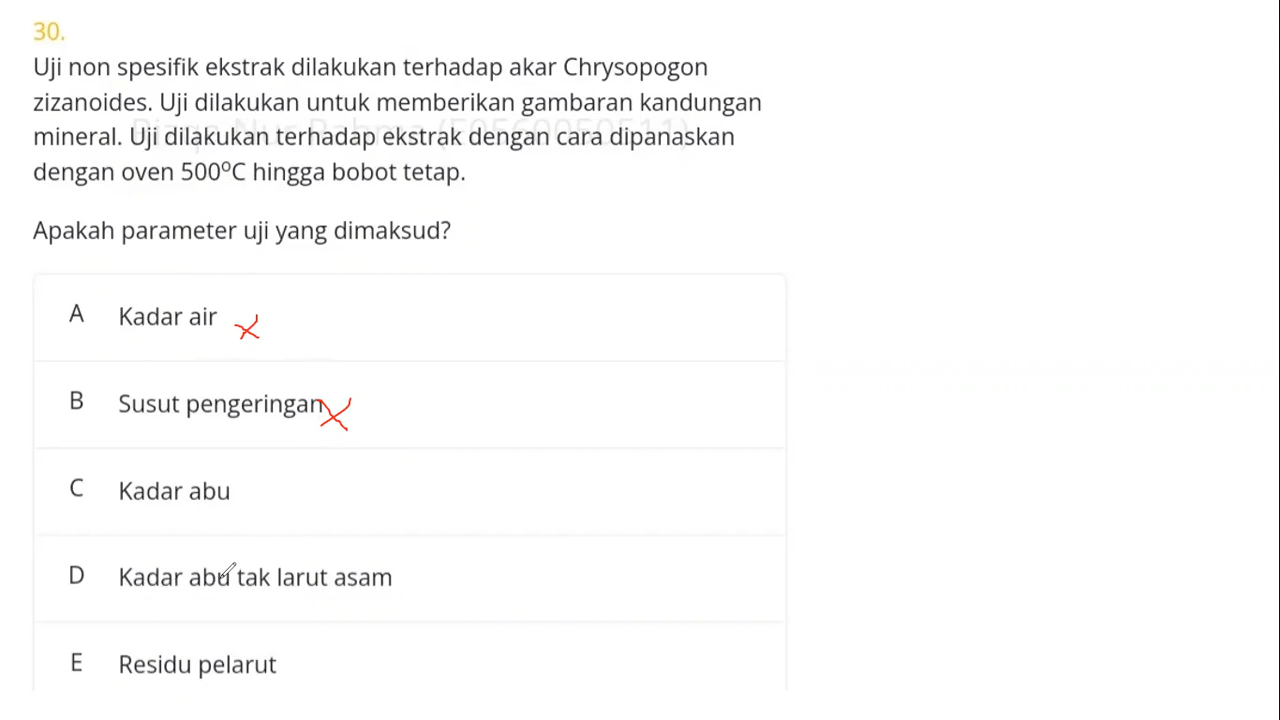 30.
Uji non spesifik ekstrak dilakukan terhadap akar Chrysopogon
zizanoides. Uji dilakukan untuk memberikan gambaran kandungan
mineral. Uji dilakukan terhadap ekstrak dengan cara dipanaskan
dengan oven 500⁰C hingga bobot tetap.
Apakah parameter uji yang dimaksud?
A Kadar air
B Susut pengeringan
C Kadar abu
D Kadar abu tak larut asam
E Residu pelarut